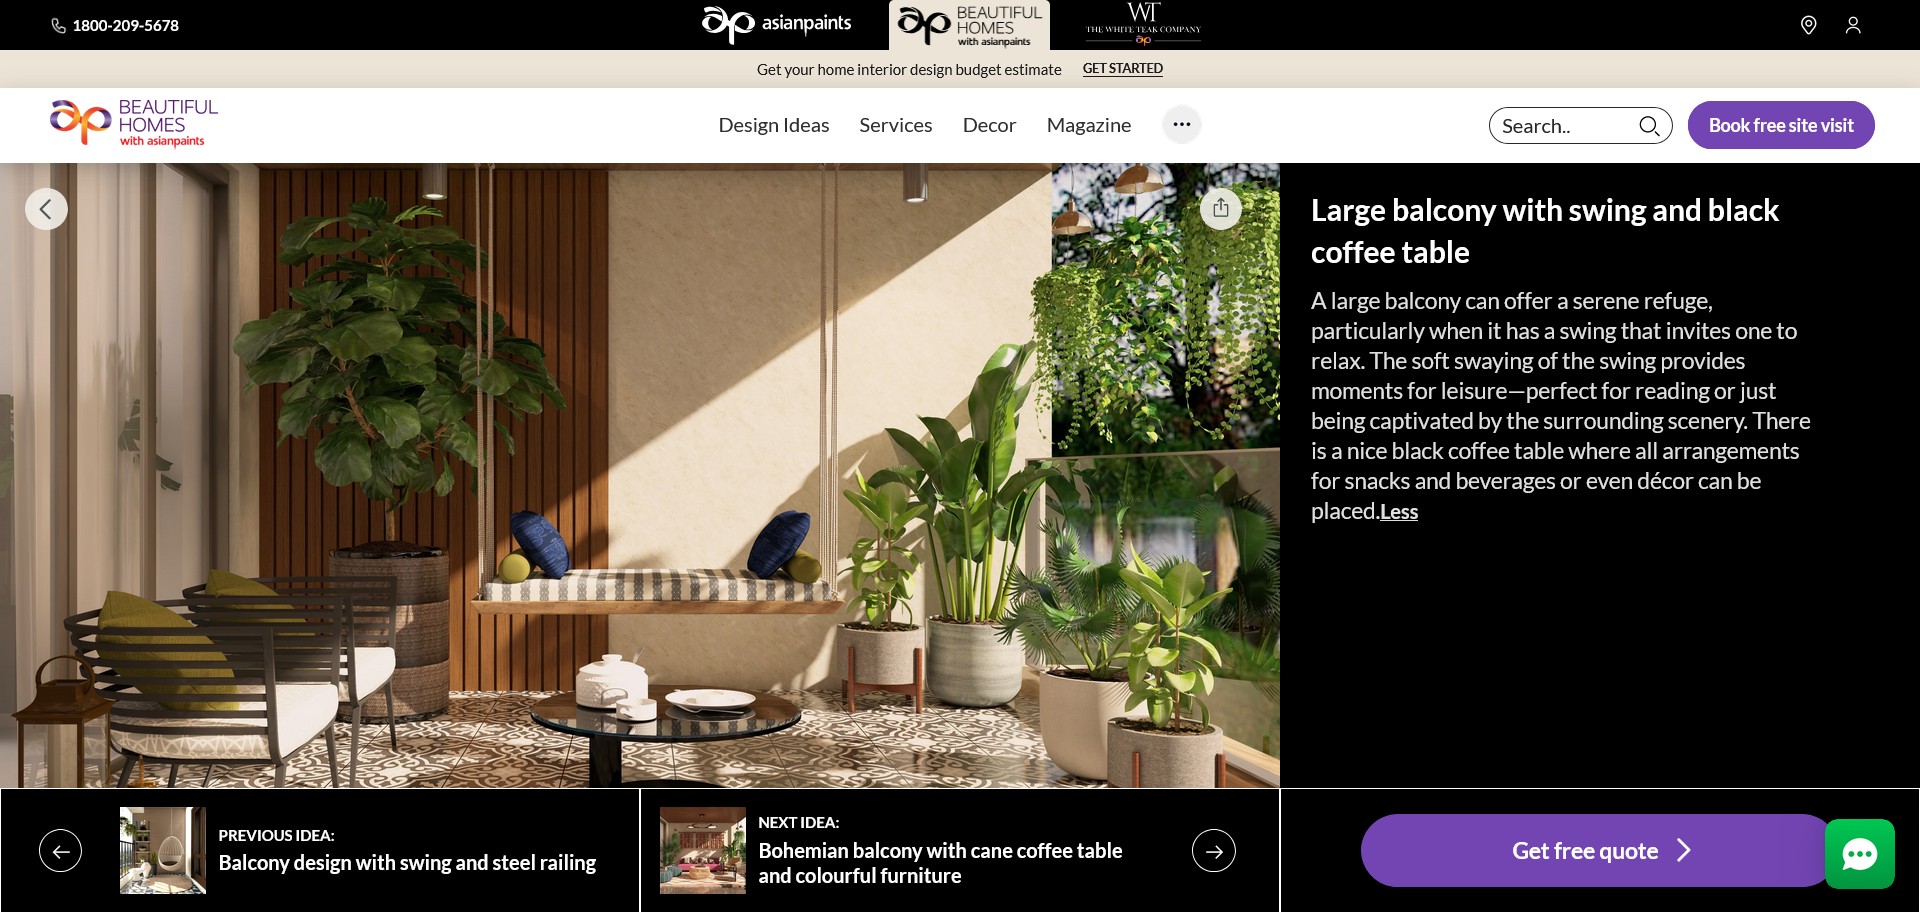 1800-209-5678
asianpaints
BEAUTIFUL
HOMES
with asianpaints
WT
THE WHITE TEAK COMPANY
Get your home interior design budget estimate GET STARTED
BEAUTIFUL
HOMES
with asianpaints
Design Ideas Services Decor Magazine
Search..
Book free site visit
Large balcony with swing and black
coffee table
A large balcony can offer a serene refuge,
particularly when it has a swing that invites one to
relax. The soft swaying of the swing provides
moments for leisure—perfect for reading or just
being captivated by the surrounding scenery. There
is a nice black coffee table where all arrangements
for snacks and beverages or even décor can be
placed.Less
PREVIOUS IDEA:
Balcony design with swing and steel railing
NEXT IDEA:
Bohemian balcony with cane coffee table
and colourful furniture
Get free quote